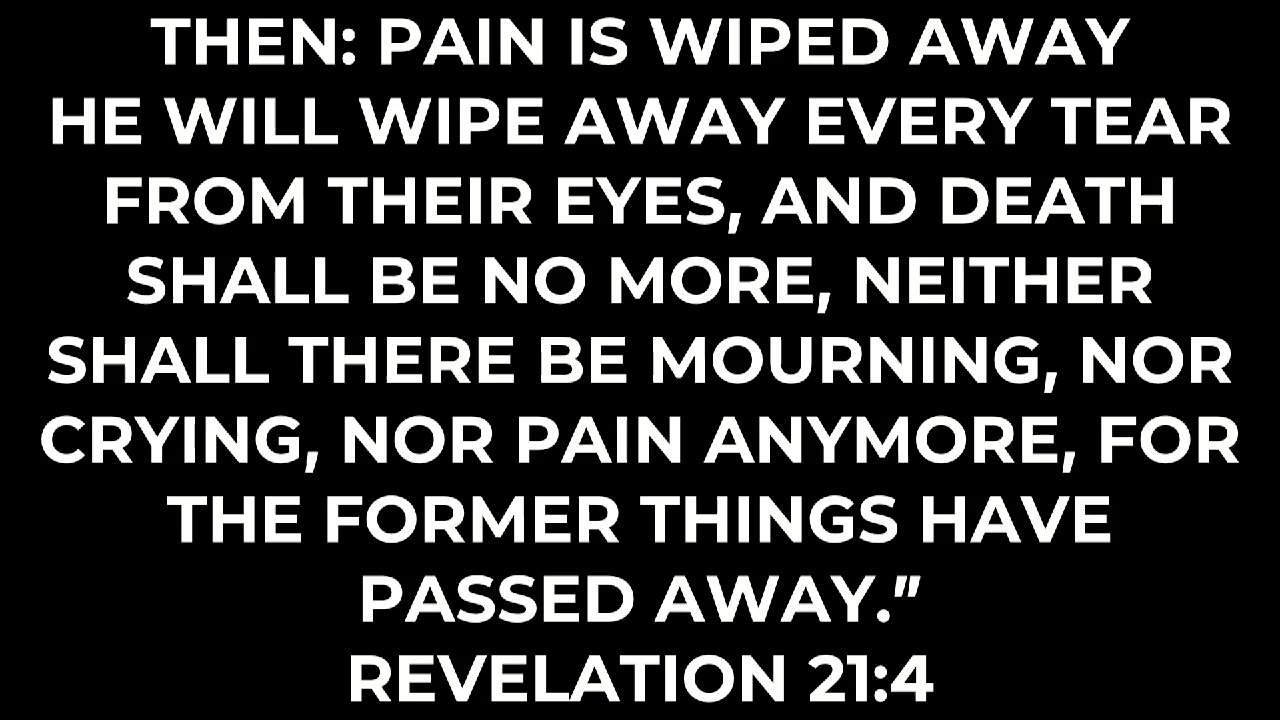 THEN: PAIN IS WIPED AWAY
HE WILL WIPE AWAY EVERY TEAR
FROM THEIR EYES, AND DEATH
SHALL BE NO MORE, NEITHER
SHALL THERE BE MOURNING, NOR
CRYING, NOR PAIN ANYMORE, FOR
THE FORMER THINGS HAVE
PASSED AWAY."
REVELATION 21:4